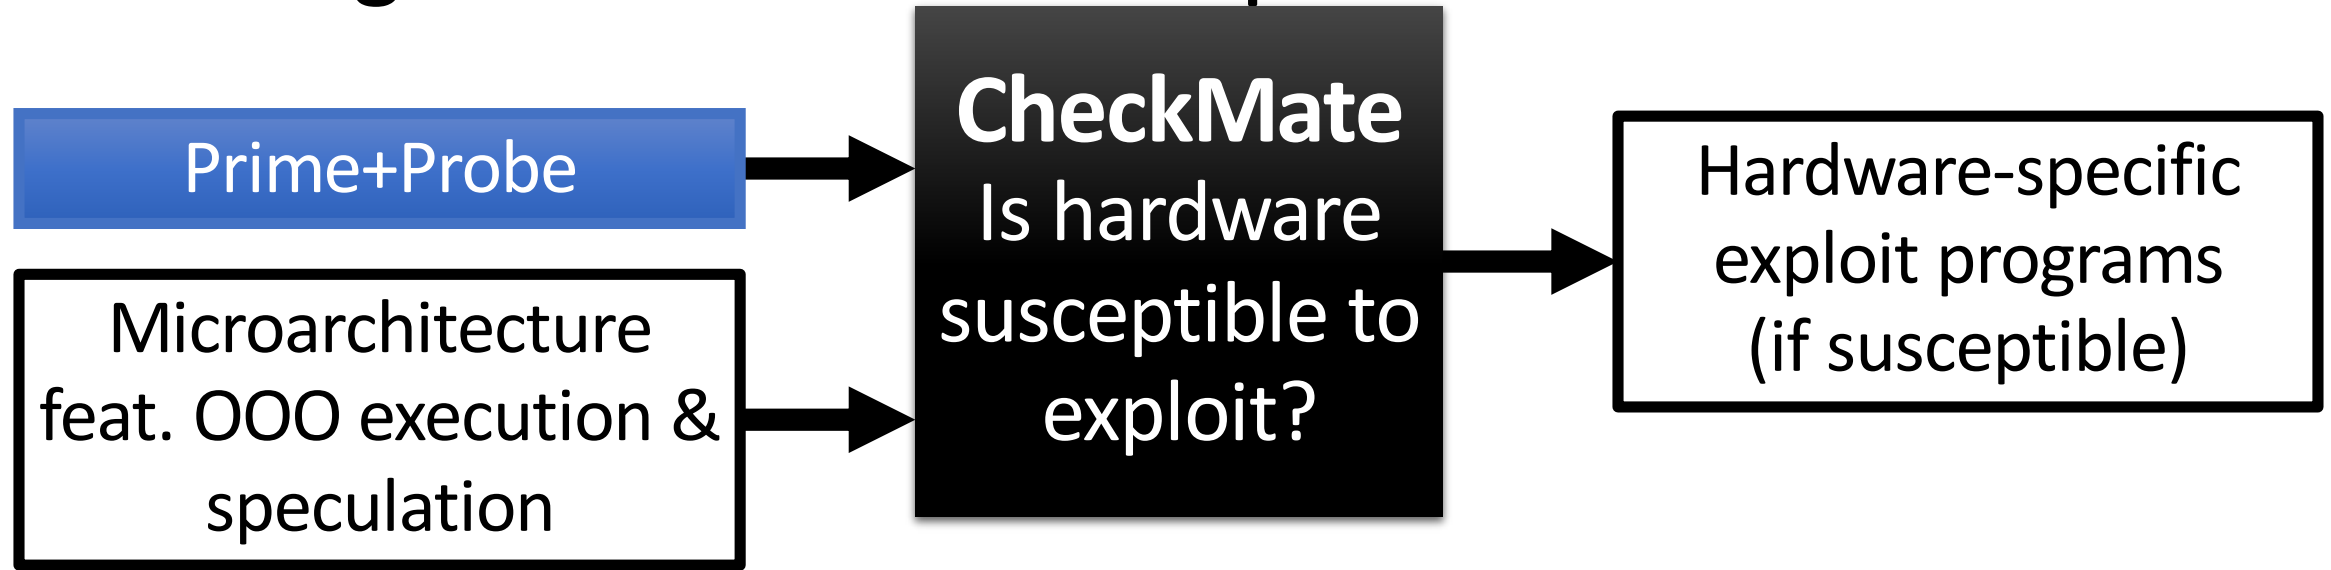 Prime+Probe
Microarchitecture
feat. OOO execution &
speculation
CheckMate
Is hardware
susceptible to
exploit?
Hardware-specific
exploit programs
(if susceptible)